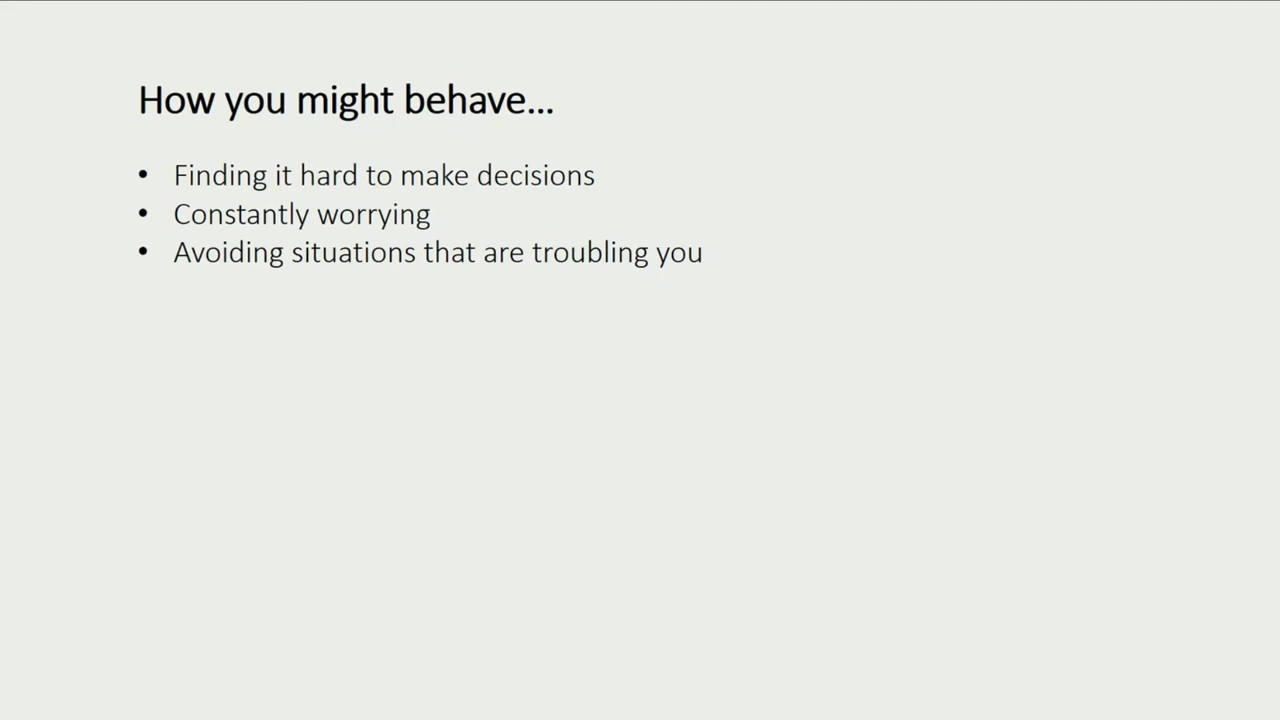 How you might behave...
• Finding it hard to make decisions
• Constantly worrying
• Avoiding situations that are troubling you